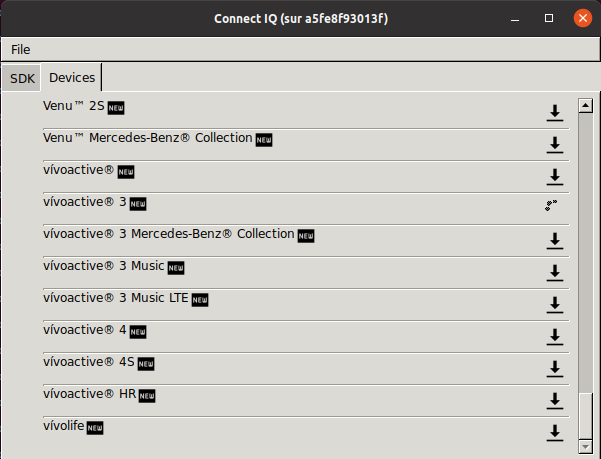 Connect IQ (sur a5fe8f93013f)
File
SDK Devices
Venu™ 2S NEW
Venu™ Mercedes-Benz® Collection NEW
vívoactive® NEW
vívoactive® 3 NEW
vívoactive® 3 Mercedes-Benz® Collection NEW
vívoactive® 3 Music NEW
vívoactive® 3 Music LTE NEW
vívoactive® 4 NEW
vívoactive® 4S NEW
vívoactive® HR NEW
vívolife NEW